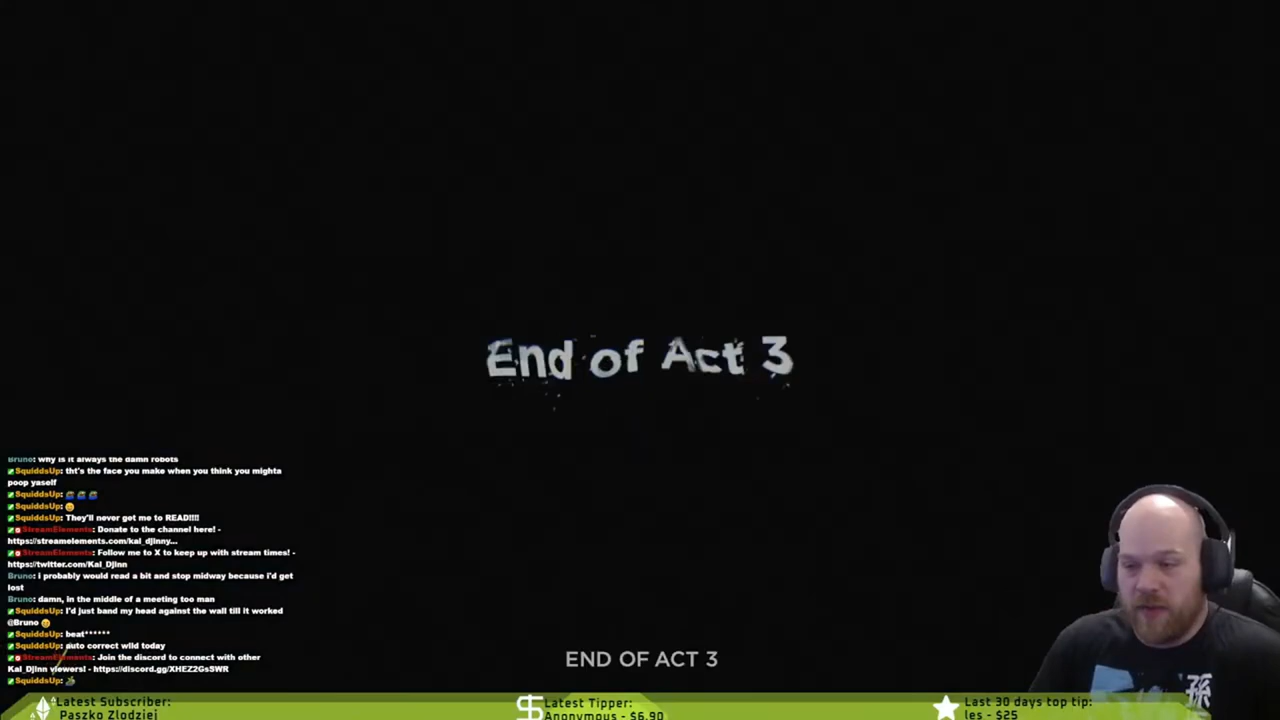 End of Act 3
Bruno: why is it always the damn robots
SquiddsUp: tht's the face you make when you think you mighta
poop yaself
SquiddsUp:
SquiddsUp:
SquiddsUp: They'll never get me to READ!!!!
StreamElements: Donate to the channel here! -
https://streamelements.com/kai_djinny...
StreamElements: Follow me to X to keep up with stream times! -
https://twitter.com/Kai_Djinn
Bruno: i probably would read a bit and stop midway because i'd get
lost
Bruno: damn, in the middle of a meeting too man
SquiddsUp: I'd just band my head against the wall till it worked
@Bruno
SquiddsUp: beat******
SquiddsUp: auto correct wild today
StreamElements: Join the discord to connect with other
Kai_Djinn viewers! - https://discord.gg/XHEZ2GsSWR
SquiddsUp:
END OF ACT 3
孫
Latest Subscriber:
Paszko Zlodziej
Latest Tipper:
Anonymous - $6.90
Last 30 days top tip:
les - $25